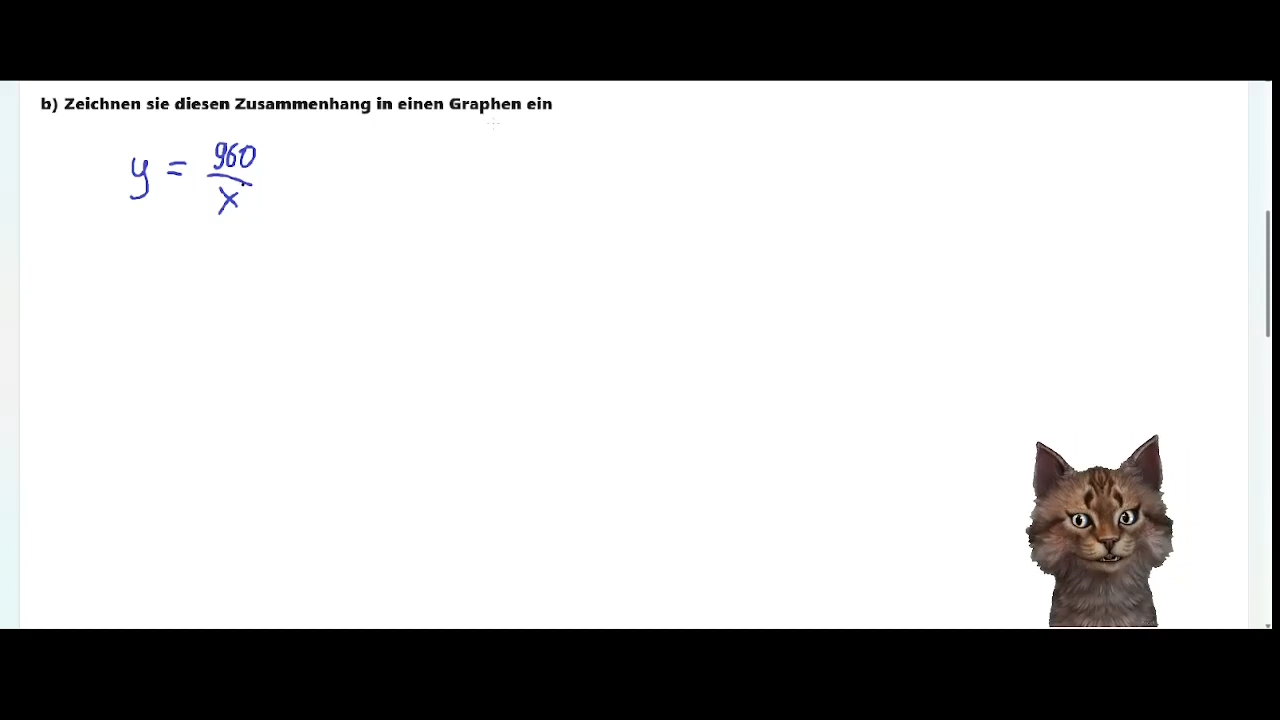 b) Zeichnen sie diesen Zusammenhang in einen Graphen ein
y = 960
x